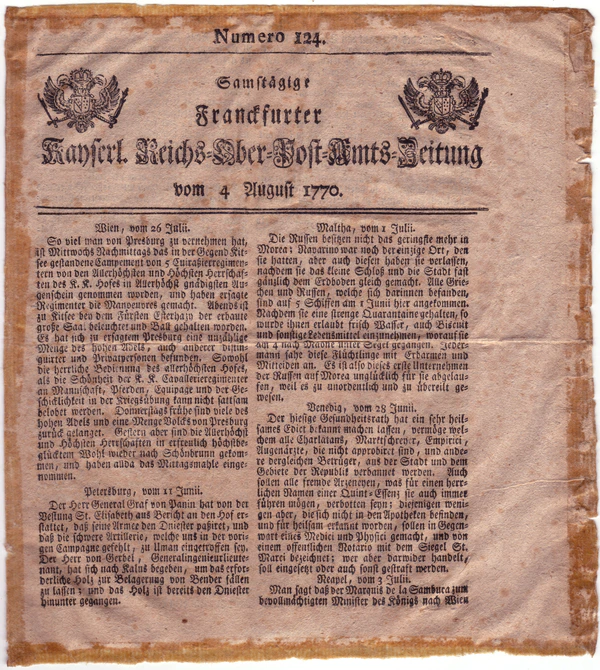 Numero 124.
Samstägige
Franckfurter
Kayserl. Reichs-Ober-Post-Amts-Zeitung
vom 4 August 1770.
Wien, vom 26 Julii.
So viel wan von Presburg zu vernehmen hat,
ist Mittwochs Nachmittags das in der Gegend Kit-
see gestandene Campement von 5 Cuiraßierregimen-
tern von den Allerhöchsten und Höchsten Herrschaf-
ten des K. K. Hofes in Allerhöchst gnädigsten Au-
genschein genommen worden, und haben ersagte
Regimenter die Manoeuvres gemacht. Abends ist
zu Kitsee bey dem Fürsten Esterhazy der erbaute
große Saal beleuchtet und Ball gehalten worden.
Es hat sich zu ersagtem Presburg eine unzählige
Menge des hohen Adels, auch anderer distin-
guirter und Privatpersonen befunden. Sowohl
die herrliche Bedienung des allerhöchsten Hofes,
als die Schönheit der K. K. Cavallerieregimenter
an Mannschaft, Pferden, Equipage und der Ge-
schicklichkeit in der Kriegsübung kann nicht sattsam
belobet werden. Donnerstags frühe sind viele des
hohen Adels und eine Menge Volcks von Presburg
zurück gelanget. Gestern aber sind die Allerhöchst
und Höchsten Herrschaften in erfreulich höchstbe-
glücktem Wohl wieder nach Schönbrunn gekom-
men, und haben allda das Mittagsmahle einge-
nommen.
Petersburg, vom 11 Junii.
Der Herr General Graf von Panin hat von der
Vestung St. Elisabeth aus Bericht an den Hof er-
stattet, daß seine Armee den Dniester paßiret, und
daß die schwere Artillerie, welche uns in der vori-
gen Campagne gefehlt, zu Uman eingetroffen sey.
Der Herr von Gerbel, Generalingenieurlieute-
nant, hat sich nach Kalus begeben, um das erfor-
derliche Holz zur Belagerung von Bender fällen
zu lassen; und das Holz ist bereits den Dniester
hinunter gegangen.
Maltha, vom 1 Julii.
Die Russen besitzen nicht das geringste mehr in
Morea: Navarino war noch der einzige Ort, den
sie hatten, aber auch diesen haben sie verlassen,
nachdem sie das kleine Schloß und die Stadt fast
gänzlich dem Erdboden gleich gemacht. Alle Grie-
chen und Russen, welche sich darinnen befanden,
sind auf 5 Schiffen am 1 Junii hier angekommen.
Nachdem sie eine strenge Quarantaine gehalten, so
wurde ihnen erlaubt frisch Wasser, auch Biscuit
und sonstige Lebensmittel einzunehmen, worauf sie
am 4 nach Maado unter Segel gegangen. Jeder-
mann sahe diese Flüchtlinge mit Erbarmen und
Mitleiden an. Es ist also dieses erste Unternehmen
der Russen auf Morea unglücklich für sie abgelau-
fen, weil es zu unordentlich und zu übereilt ge-
wesen.
Venedig, vom 28 Junii.
Der hiesige Gesundheitsrath hat ein sehr heil-
sames Edict bekannt machen lassen, vermöge wel-
chem alle Charlatans, Marktschreyer, Empirici,
Augenärzte, die nicht approbiret sind, und ande-
re dergleichen Betrüger, aus der Stadt und dem
Gebiete der Republik verbannet werden. Auch
sollen alle fremde Arzeneyen, was für einen herr-
lichen Namen einer Quint-Essenz sie auch immer
führen mögen, verbotten seyn; diejenigen weni-
gen aber, die sich nicht in den Apotheken befinden,
und für heilsam erkannt worden, sollen in Gegen-
wart eines Medici und Physici gemacht, und von
einem öffentlichen Notario mit dem Siegel St.
Marci bezeichnet; wer aber darwider handelt,
soll eingesetzt oder auch sonst gestraft werden.
Neapel, vom 3 Julii.
Man sagt daß der Marquis de la Sambuca zum
bevollmächtigten Minister des Königs nach Wien